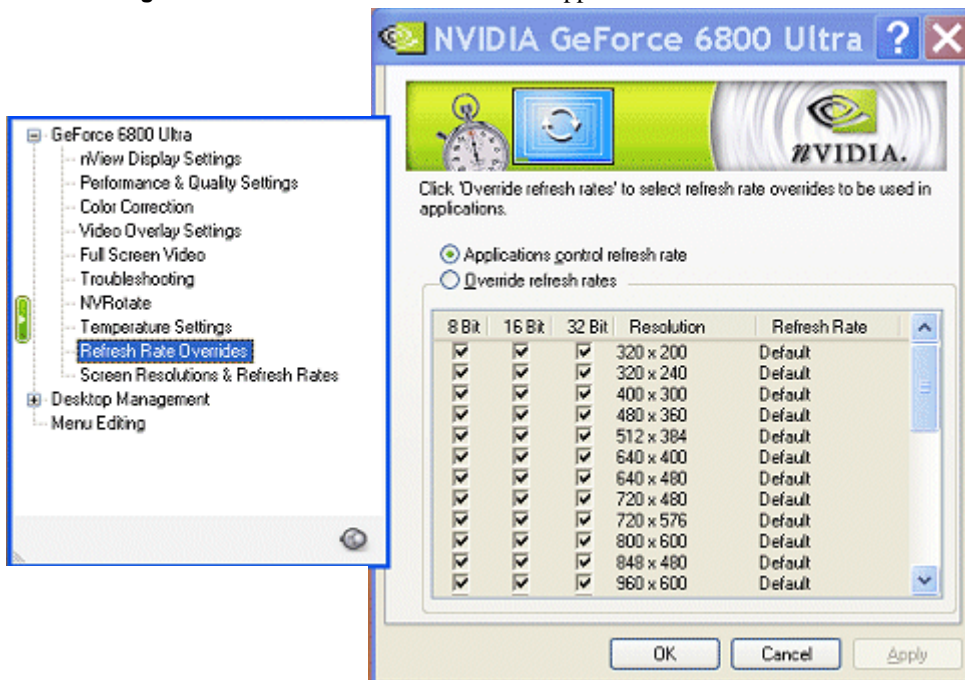 NVIDIA GeForce 6800 Ultra
GeForce 6800 Ultra
nView Display Settings
Performance & Quality Settings
Color Correction
Video Overlay Settings
Full Screen Video
Troubleshooting
NVRotate
Temperature Settings
Refresh Rate Overrides
Screen Resolutions & Refresh Rates
Desktop Management
Menu Editing
nVIDIA.
Click 'Override refresh rates' to select refresh rate overrides to be used in
applications.
Applications control refresh rate
Override refresh rates
8 Bit 16 Bit 32 Bit Resolution Refresh Rate
320 x 200 Default
320 x 240 Default
400 x 300 Default
480 x 360 Default
512 x 384 Default
640 x 400 Default
640 x 480 Default
720 x 480 Default
720 x 576 Default
800 x 600 Default
848 x 480 Default
960 x 600 Default
OK Cancel Apply